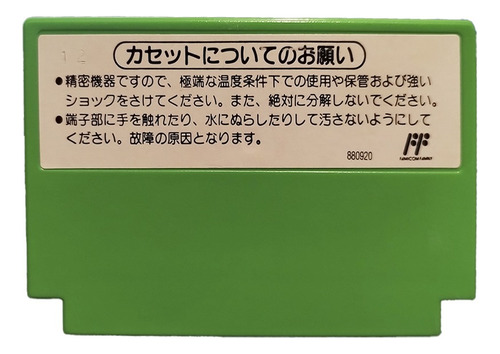 12
カセットについてのお願い
●精密機器ですので、極端な温度条件下での使用や保管および強い
ショックをさけてください。また、絶対に分解しないでください。
●端子部に手を触れたり、水にぬらしたりして汚さないようにして
ください。故障の原因となります。
880920
FAMICOM FAMILY